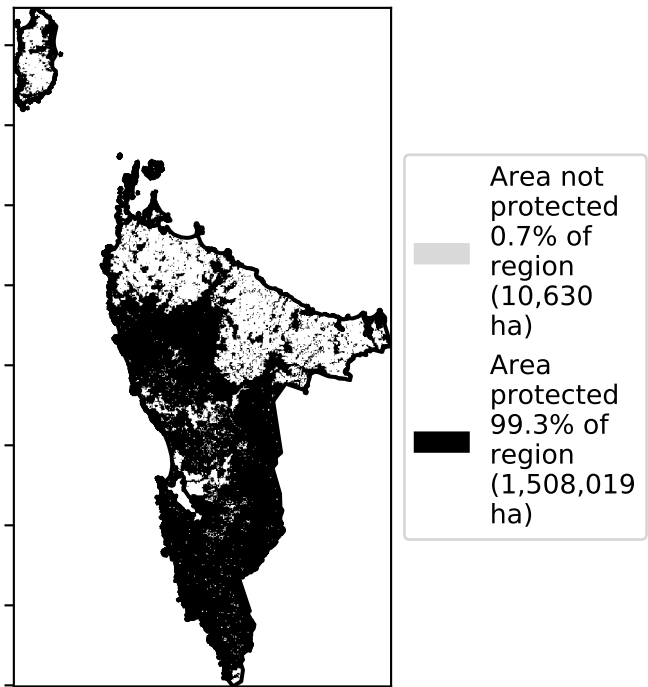 Area not
protected
0.7% of
region
(10,630
ha)
Area
protected
99.3% of
region
(1,508,019
ha)